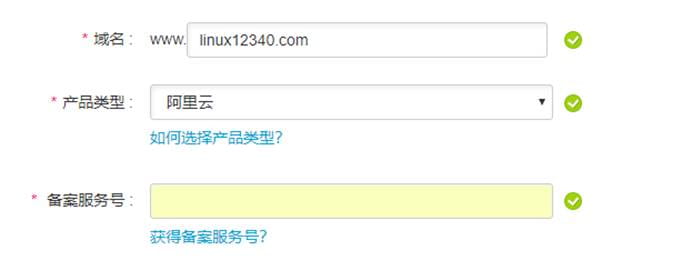 * 域名： www. linux12340.com
* 产品类型： 阿里云
如何选择产品类型?
* 备案服务号：
获得备案服务号?